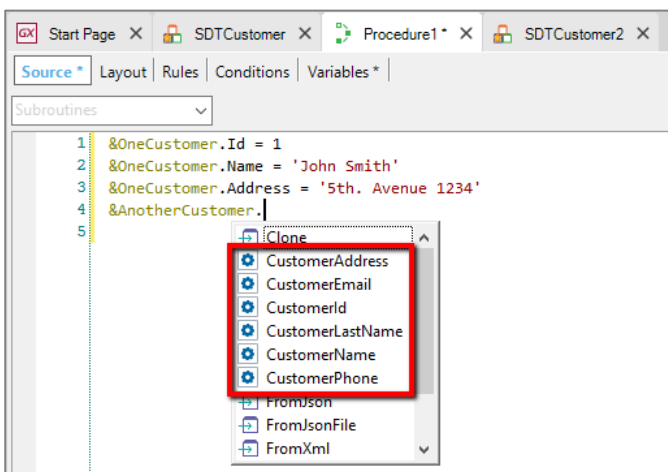 GX Start Page X SDTCustomer X Procedure1 * X SDTCustomer2 X
Source * Layout Rules Conditions Variables *
Subroutines
1 &OneCustomer.Id = 1
2 &OneCustomer.Name = 'John Smith'
3 &OneCustomer.Address = '5th. Avenue 1234'
4 &AnotherCustomer.
5
Clone
CustomerAddress
CustomerEmail
CustomerId
CustomerLastName
CustomerName
CustomerPhone
FromJson
FromJsonFile
FromXml